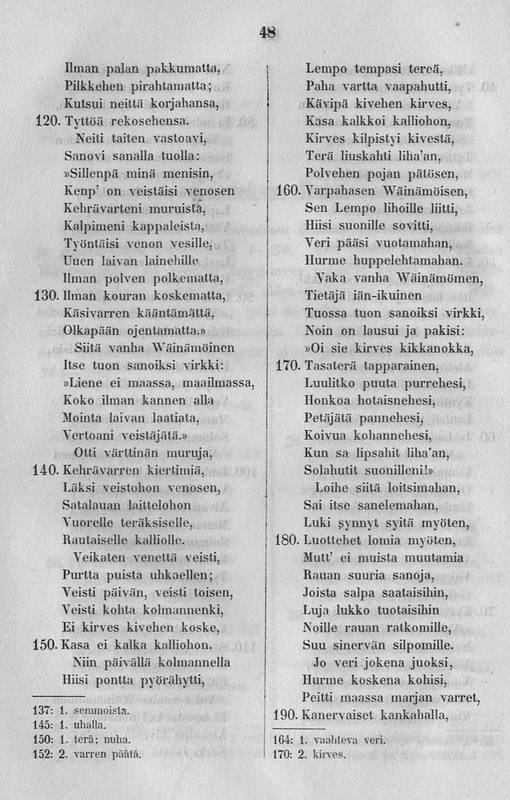 48
Ilman palan pakkumatta,
Pilkkehen pirahtamatta;
Kutsui neittä korjahansa,
120. Tyttöä rekosehensa.
Neiti taiten vastoavi,
Sanovi sanalla tuolla:
»Sillenpä minä menisin,
Kenp' on veistäisi venosen
Kehrävarteni muruista,
Kalpimeni kappaleista,
Työntäisi venon vesille,
Uuen laivan lainehille
Ilman polven polkematta,
130. Ilman kouran koskematta,
Käsivarren kääntämättä,
Olkapään ojentamatta.»
Siitä vanha Wäinämöinen
Itse tuon sanoiksi virkki:
»Liene ei maassa, maailmassa,
Koko ilman kannen alla
Mointa laivan laatiata,
Vertoani veistäjätä.»
Otti värttinän muruja,
140. Kehrävarren kiertimiä,
Läksi veistohon venosen,
Satalauan laittelohon
Vuorelle teräksiselle,
Rautaiselle kalliolle.
Veikaten venettä veisti,
Purtta puista uhkaellen;
Veisti päivän, veisti toisen,
Veisti kohta kolmannenki,
Ei kirves kivehen koske,
150. Kasa ei kalka kalliohon.
Niin päivällä kolmannella
Hiisi pontta pyörähytti,
137: 1. semmoista.
145: 1. uhalla.
150: 1. terä; nuha.
152: 2. varren päätä.
Lempo tempasi tereä,
Paha vartta vaapahutti,
Kävipä kivehen kirves,
Kasa kalkkoi kalliohon,
Kirves kilpistyi kivestä,
Terä liuskahti liha'an,
Polvehen pojan pätösen,
160. Varpahasen Wäinämöisen,
Sen Lempo lihoille liitti,
Hiisi suonille sovitti,
Veri pääsi vuotamahan,
Hurme huppelehtamahan.
Vaka vanha Wäinämöinen,
Tietäjä iän-ikuinen
Tuossa tuon sanoiksi virkki,
Noin on lausui ja pakisi:
»Oi sie kirves kikkanokka,
170. Tasaterä tapparainen,
Luulitko puuta purrehesi,
Honkoa hotaisnehesi,
Petäjätä pannehesi,
Koivua kohannehesi,
Kun sa lipsahit liha'an,
Solahutit suonilleni!»
Loihe siitä loitsimahan,
Sai itse sanelemahan,
Luki synnyt syitä myöten,
180. Luottehet lomia myöten,
Mutt' ei muista muutamia
Rauan suuria sanoja,
Joista salpa saataisihin,
Luja lukko tuotaisihin
Noille rauan ratkomille,
Suu sinervän silpomille.
Jo veri jokena juoksi,
Hurme koskena kohisi,
Peitti maassa marjan varret,
190. Kanervaiset kankahalla,
164: 1. vaahteva veri.
170: 2. kirves.